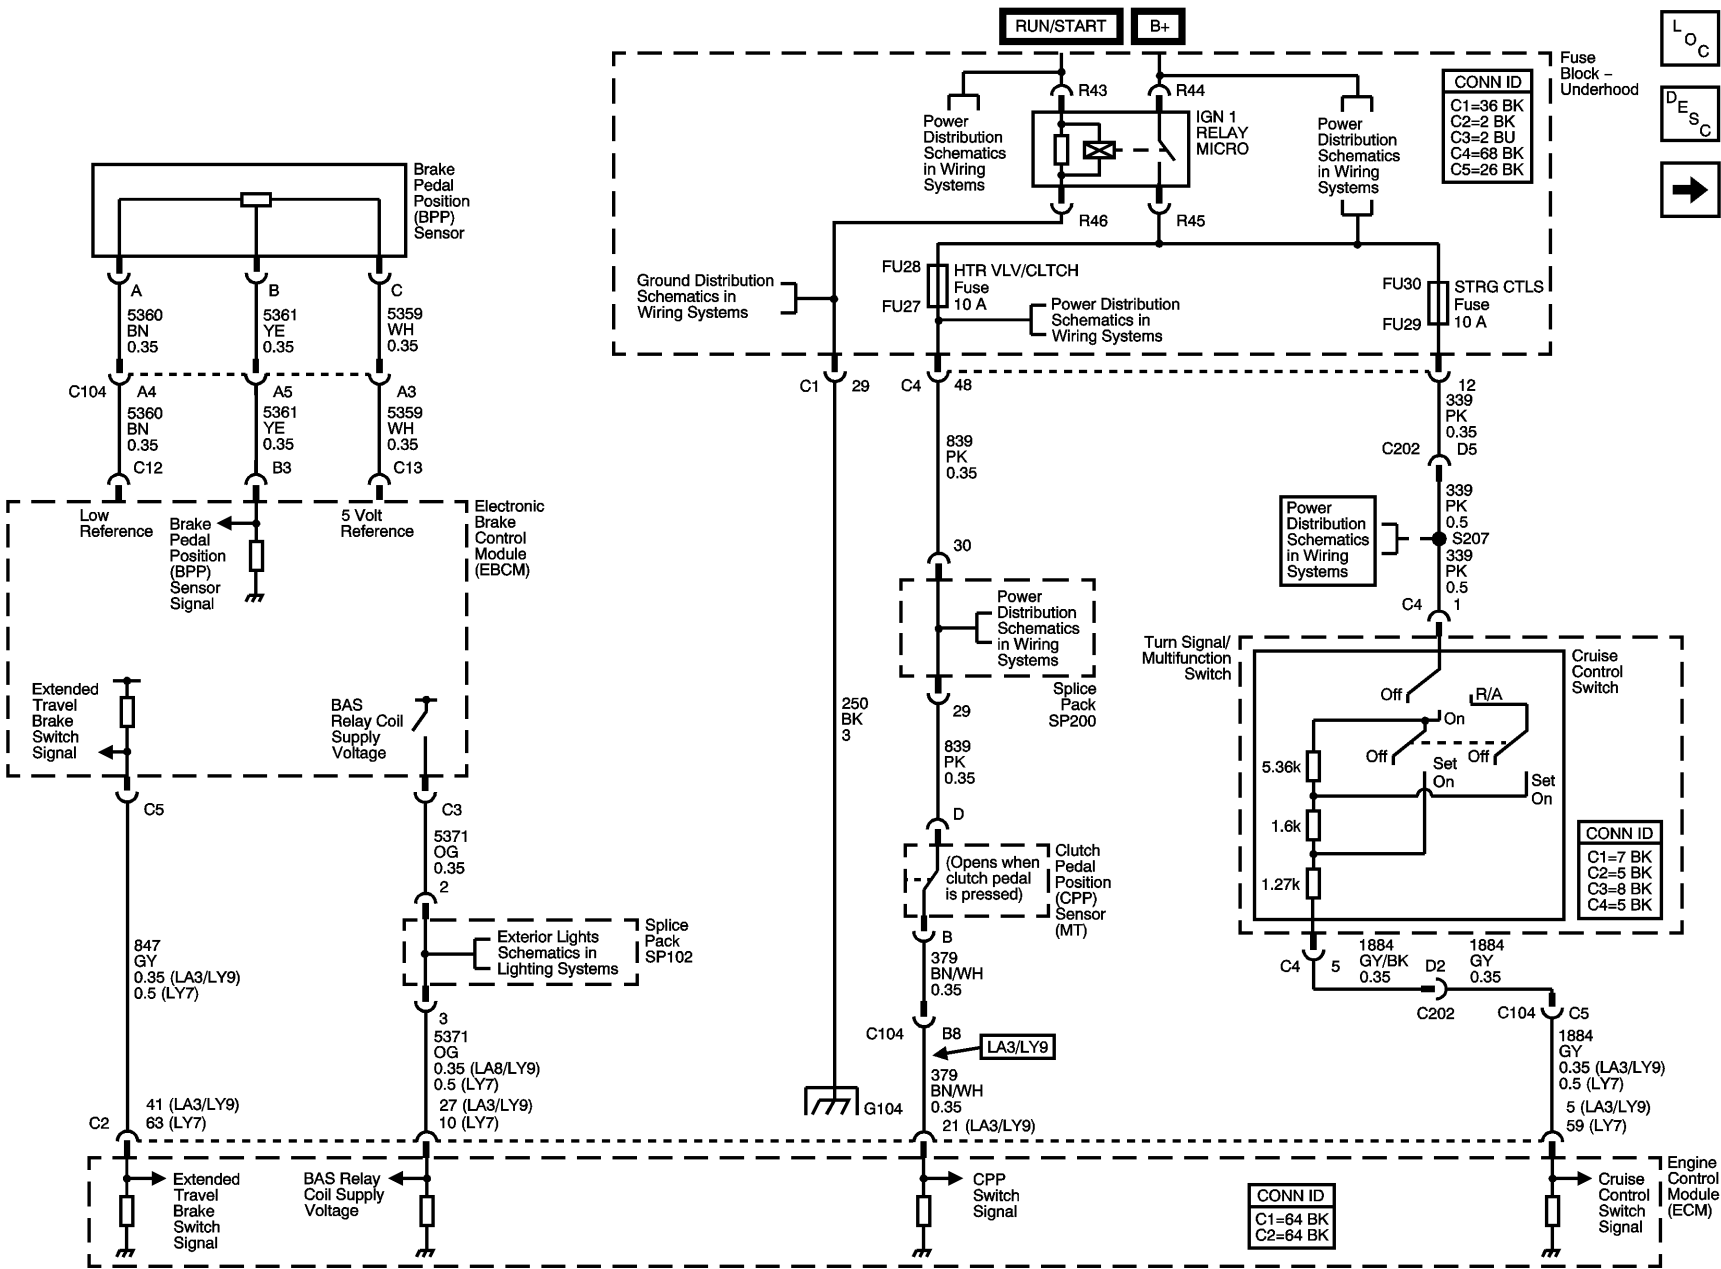 RUN/START
B+
L
O
C
Fuse
Block –
Underhood
D
E
S
C
CONN ID
C1=36 BK
C2=2 BK
C3=2 BU
C4=68 BK
C5=26 BK
R43
R44
IGN 1
RELAY
MICRO
Power
Distribution
Schematics
in Wiring
Systems
Power
Distribution
Schematics
in Wiring
Systems
R46
R45
Brake
Pedal
Position
(BPP)
Sensor
Ground Distribution
Schematics in
Wiring Systems
FU28
HTR VLV/CLTCH
Fuse
10 A
FU27
Power Distribution
Schematics in
Wiring Systems
FU30
STRG CTLS
Fuse
10 A
FU29
A
B
C
5360
BN
0.35
5361
YE
0.35
5359
WH
0.35
C104
A4
A5
A3
5360
BN
0.35
5361
YE
0.35
5359
WH
0.35
C12
B3
C13
C1
29
C4
48
12
339
PK
0.35
839
PK
0.35
C202
D5
339
PK
0.5
S207
339
PK
0.5
Power
Distribution
Schematics
in Wiring
Systems
C4
1
Low
Reference
Brake
Pedal
Position
(BPP)
Sensor
Signal
5 Volt
Reference
Electronic
Brake
Control
Module
(EBCM)
30
Power
Distribution
Schematics
in Wiring
Systems
Splice
Pack
SP200
29
Turn Signal/
Multifunction
Switch
Cruise
Control
Switch
Off
R/A
On
Off
Off
Set
On
Set
On
5.36k
1.6k
1.27k
CONN ID
C1=7 BK
C2=5 BK
C3=8 BK
C4=5 BK
Extended
Travel
Brake
Switch
Signal
BAS
Relay Coil
Supply
Voltage
250
BK
3
839
PK
0.35
C5
C3
5371
OG
0.35
2
D
(Opens when
clutch pedal
is pressed)
Clutch
Pedal
Position
(CPP)
Sensor
(MT)
B
847
GY
0.35 (LA3/LY9)
0.5 (LY7)
Exterior Lights
Schematics in
Lighting Systems
Splice
Pack
SP102
3
379
BN/WH
0.35
C4
5
1884
GY/BK
0.35
D2
1884
GY
0.35
C202
C104
C5
5371
OG
0.35 (LA8/LY9)
0.5 (LY7)
C104
B8
LA3/LY9
379
BN/WH
0.35
1884
GY
0.35 (LA3/LY9)
0.5 (LY7)
G104
C2
41 (LA3/LY9)
63 (LY7)
27 (LA3/LY9)
10 (LY7)
21 (LA3/LY9)
5 (LA3/LY9)
59 (LY7)
Extended
Travel
Brake
Switch
Signal
BAS Relay
Coil Supply
Voltage
CPP
Switch
Signal
CONN ID
C1=64 BK
C2=64 BK
Cruise
Control
Switch
Signal
Engine
Control
Module
(ECM)